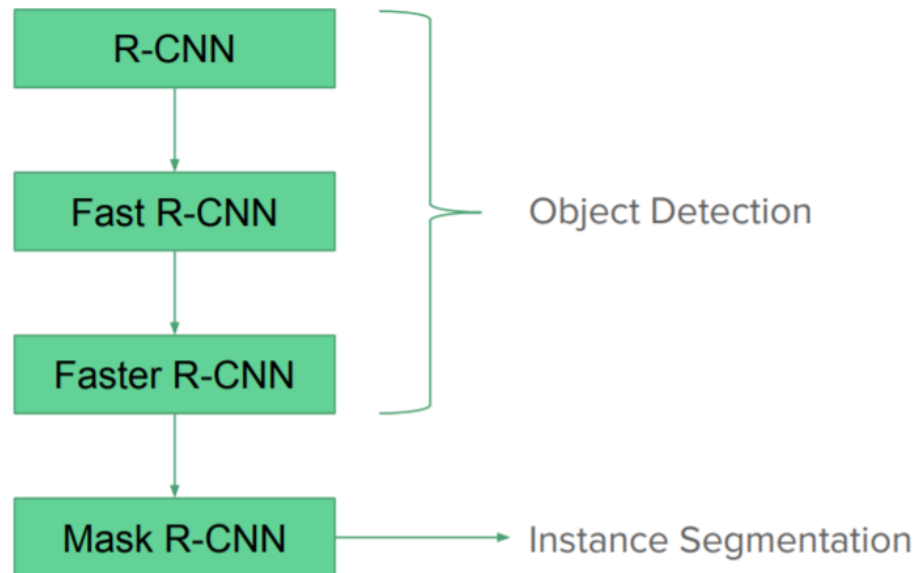 R-CNN
Fast R-CNN
Object Detection
Faster R-CNN
Mask R-CNN
Instance Segmentation